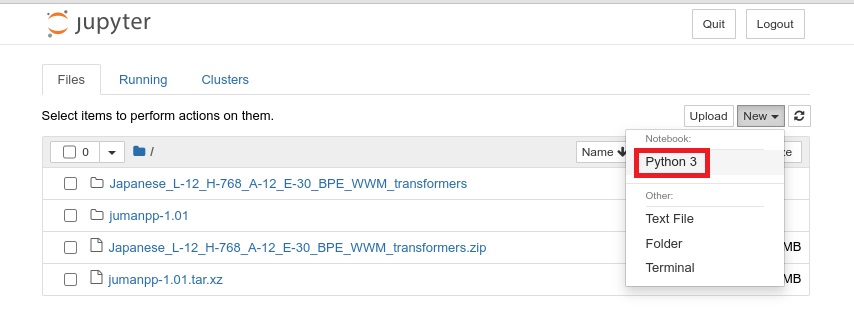 jupyter
Quit
Logout
Files
Running
Clusters
Select items to perform actions on them.
Upload
New
0
/
Name
ze
Notebook:
Python 3
Other:
Text File
Folder
Terminal
Japanese_L-12_H-768_A-12_E-30_BPE_WWM_transformers
jumanpp-1.01
Japanese_L-12_H-768_A-12_E-30_BPE_WWM_transformers.zip
MB
jumanpp-1.01.tar.xz
MB